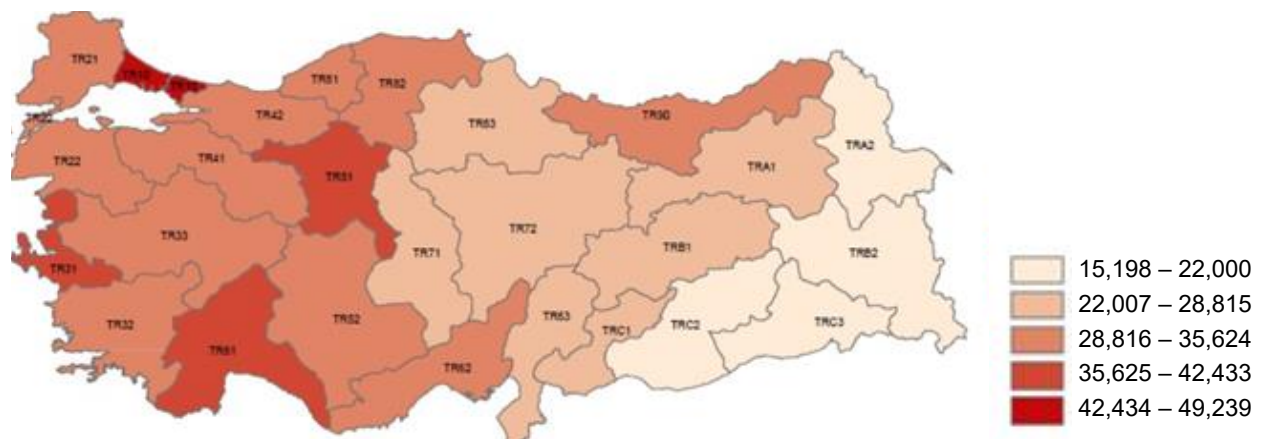 TR21
TR10
TR10
TR81
TR82
TR83
TR90
TR42
TR22
TR22
TR41
TR51
TRA2
TRA1
TR33
TR71
TR72
TRB1
TRB2
TR31
TR32
TR52
TR61
TR62
TR63
TRC1
TRC2
TRC3
15,198 – 22,000
22,007 – 28,815
28,816 – 35,624
35,625 – 42,433
42,434 – 49,239